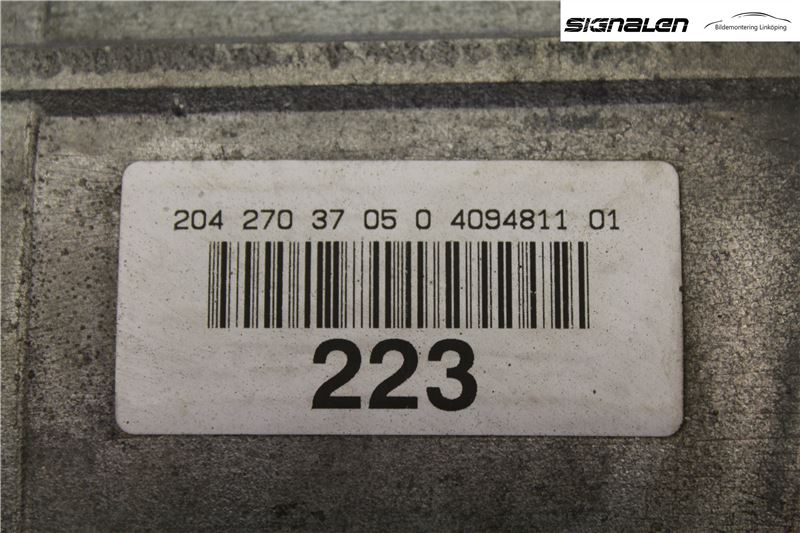 SIGNALEN
Bildemontering Linköping
204 270 37 05 0 4094811 01
223